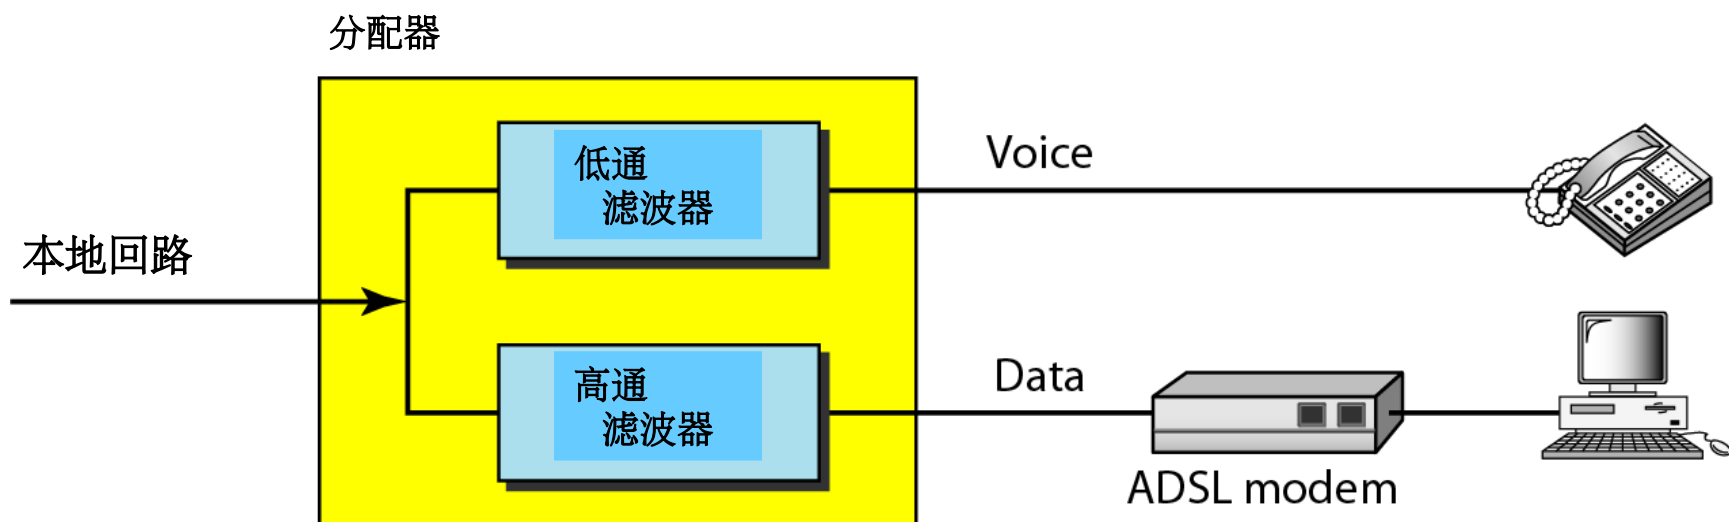 分配器
低通
滤波器
Voice
本地回路
高通
滤波器
Data
ADSL modem